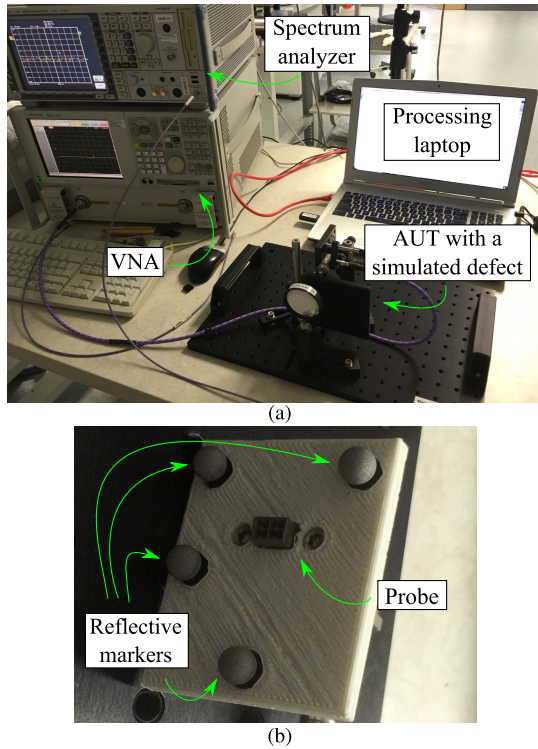 Spectrum
analyzer
Processing
laptop
AUT with a
simulated defect
VNA
(a)
Probe
Reflective
markers
(b)